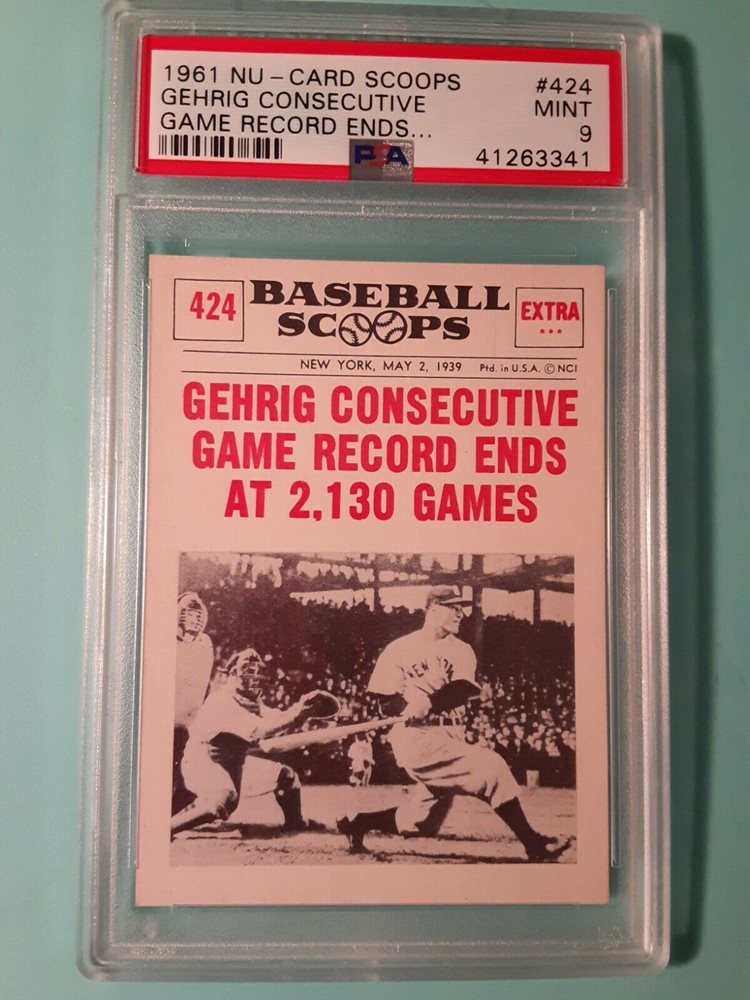 1961 NU-CARD SCOOPS #424
GEHRIG CONSECUTIVE MINT
GAME RECORD ENDS... 9
PSA 41263341
424 BASEBALL SCOOPS EXTRA
NEW YORK, MAY 2, 1939 Ptd. in U.S.A. © NCI
GEHRIG CONSECUTIVE
GAME RECORD ENDS
AT 2,130 GAMES
NEW YORK